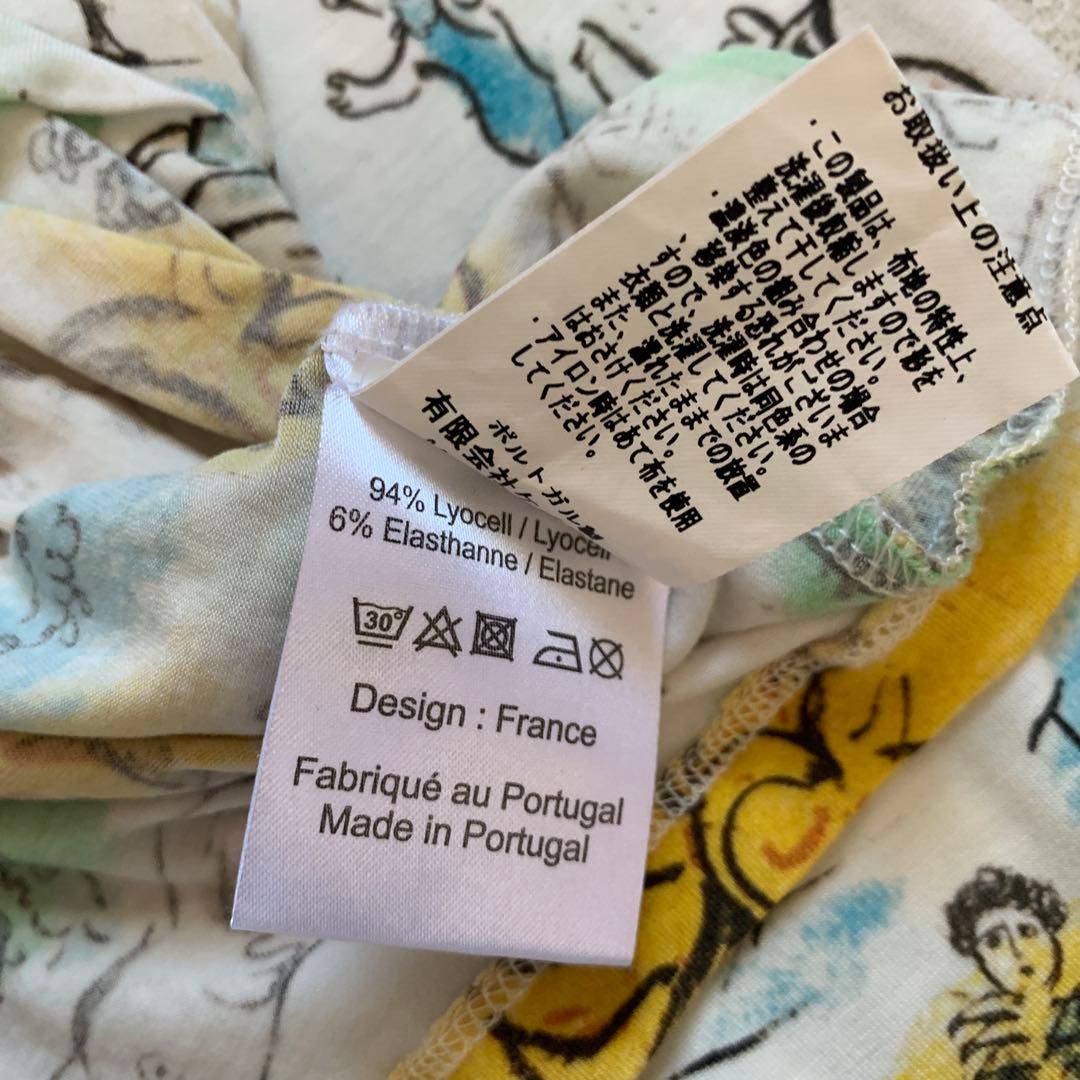 お取扱い上の注意点
・この製品は、布地の特性上、
洗濯後収縮しますので形を
整えて干してください。
・濃淡色の組み合わせの場合
、移染する恐れがございま
すので、洗濯時は同色系の
衣類と洗濯してください。
また、濡れたままでの放置
はおさけください。
・アイロン時はあて布を使用
してください。
ポルトガル製
有限会社
94% Lyocell / Lyocell
6% Elasthanne / Elastane
30°
Design : France
Fabriqué au Portugal
Made in Portugal